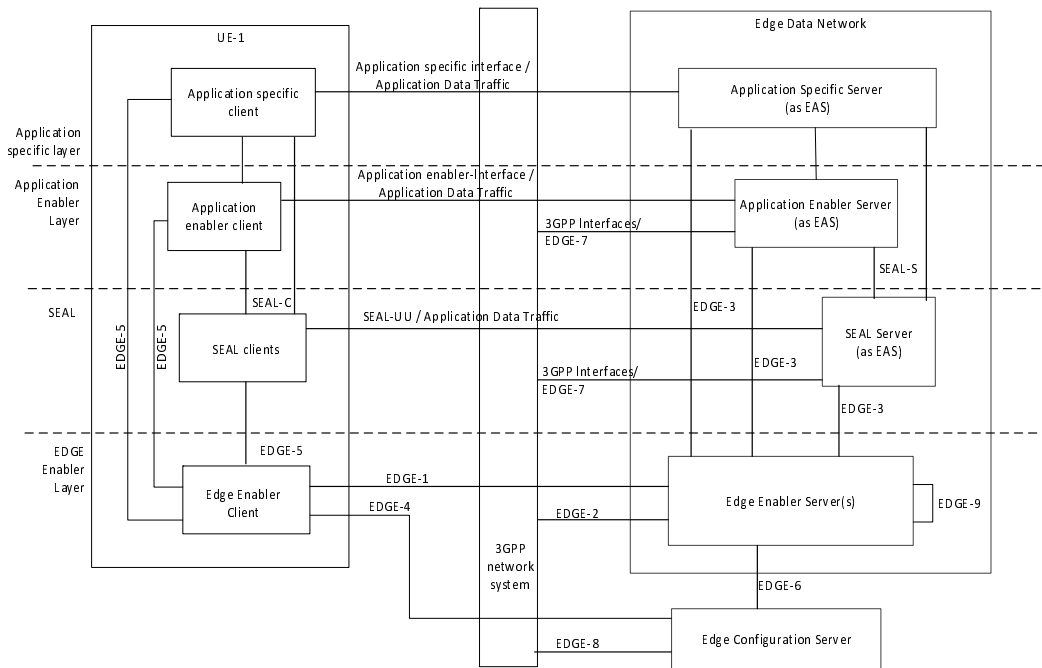 UE-1
Edge Data Network
Application specific interface /
Application Data Traffic
Application specific
client
Application Specific Server
(as EAS)
Application
specific layer
Application
Enabler
Layer
Application enabler-Interface /
Application Data Traffic
Application
enabler client
Application Enabler Server
(as EAS)
3GPP Interfaces/
EDGE-7
SEAL-S
SEAL-C
SEAL
EDGE-5
EDGE-5
SEAL-UU / Application Data Traffic
EDGE-3
SEAL clients
SEAL Server
(as EAS)
EDGE-3
3GPP Interfaces/
EDGE-7
EDGE-3
EDGE
Enabler
Layer
EDGE-5
EDGE-1
Edge Enabler
Client
EDGE-4
EDGE-2
Edge Enabler Server(s)
EDGE-9
3GPP
network
system
EDGE-6
EDGE-8
Edge Configuration Server